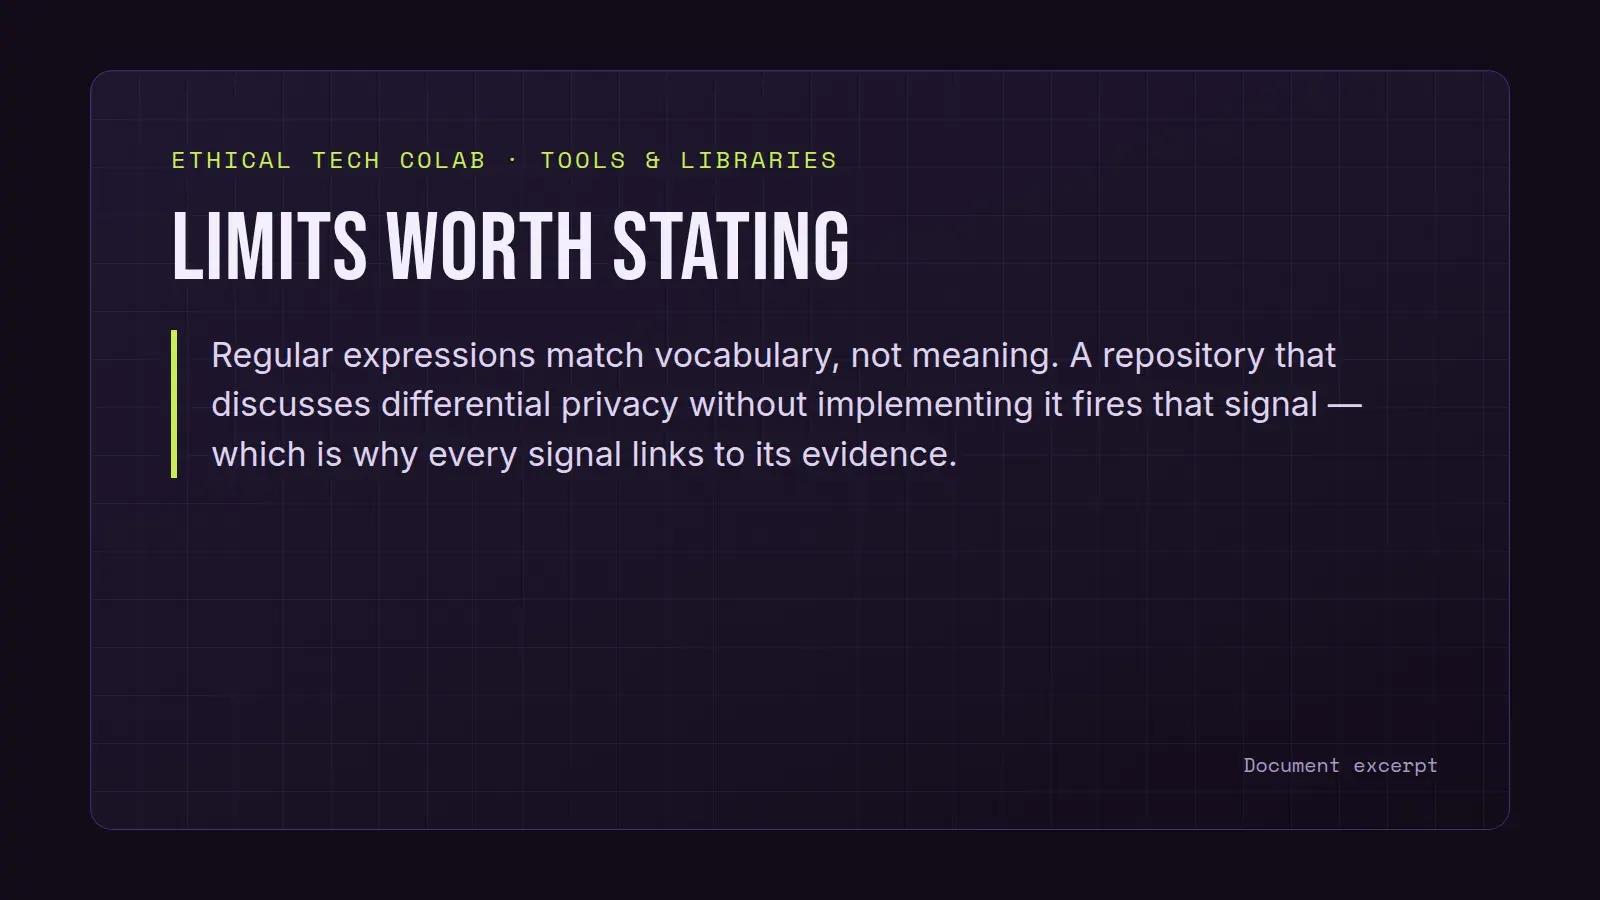 ETHICAL TECH COLAB · TOOLS & LIBRARIES
LIMITS WORTH STATING
Regular expressions match vocabulary, not meaning. A repository that
discusses differential privacy without implementing it fires that signal —
which is why every signal links to its evidence.
Document excerpt